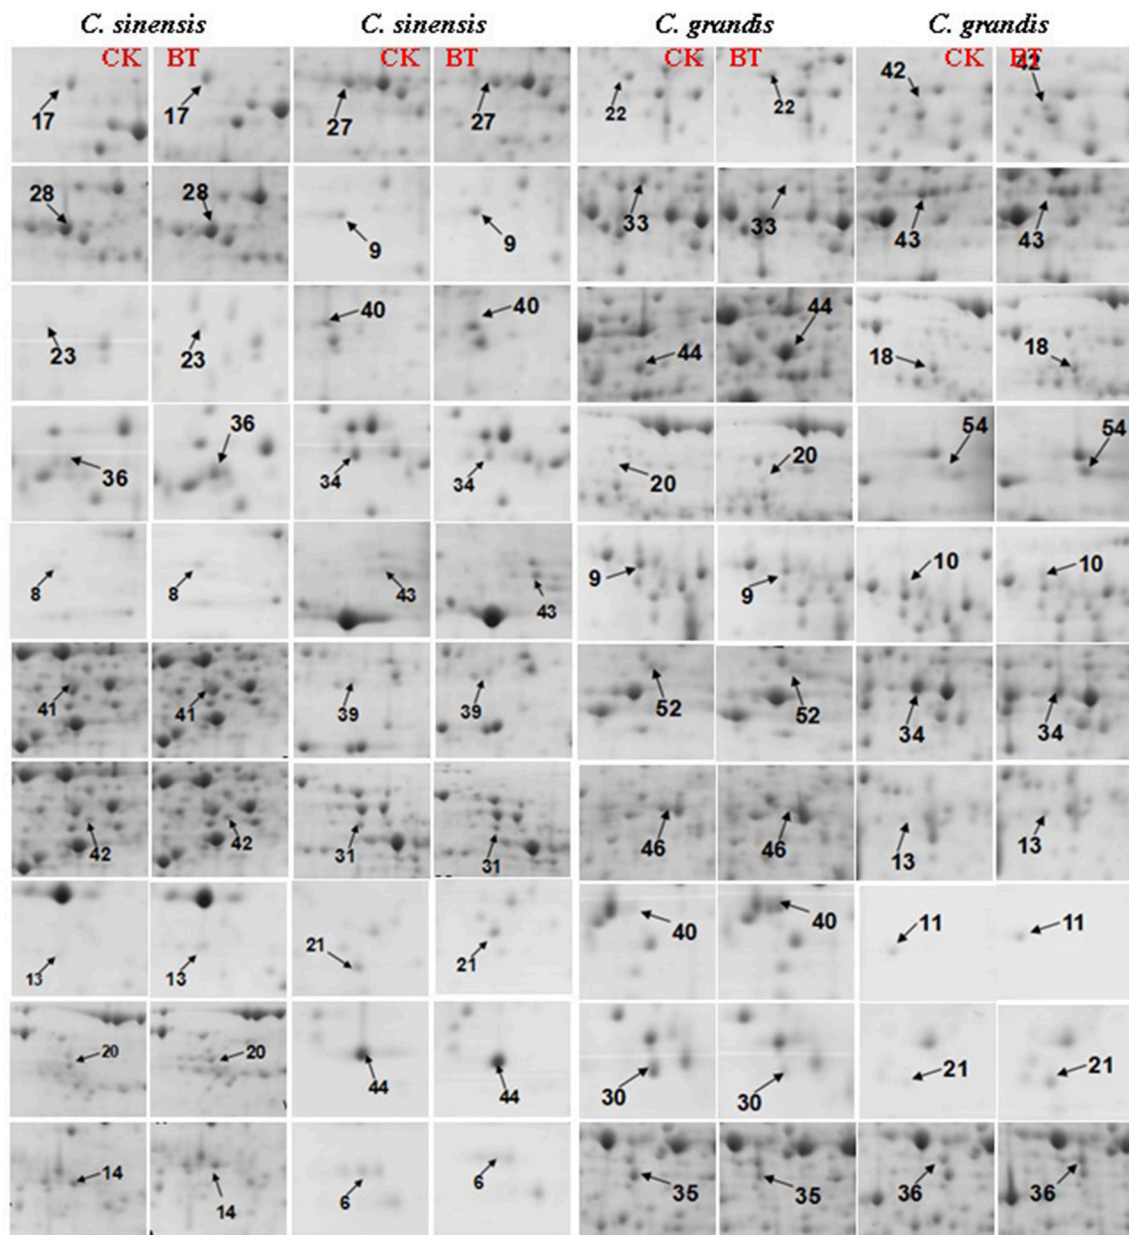 C. sinensis C. sinensis C. grandis C. grandis
CK BT CK BT CK BT CK BT
17 17 27 27 22 22 42 42
28 28 9 9 33 33 43 43
23 23 40 40 44 44 18 18
36 36 34 34 20 20 54 54
8 8 43 43 9 9 10 10
41 41 39 39 52 52 34 34
42 42 31 31 46 46 13 13
13 13 21 21 40 40 11 11
20 20 44 44 30 30 21 21
14 14 6 6 35 35 36 36